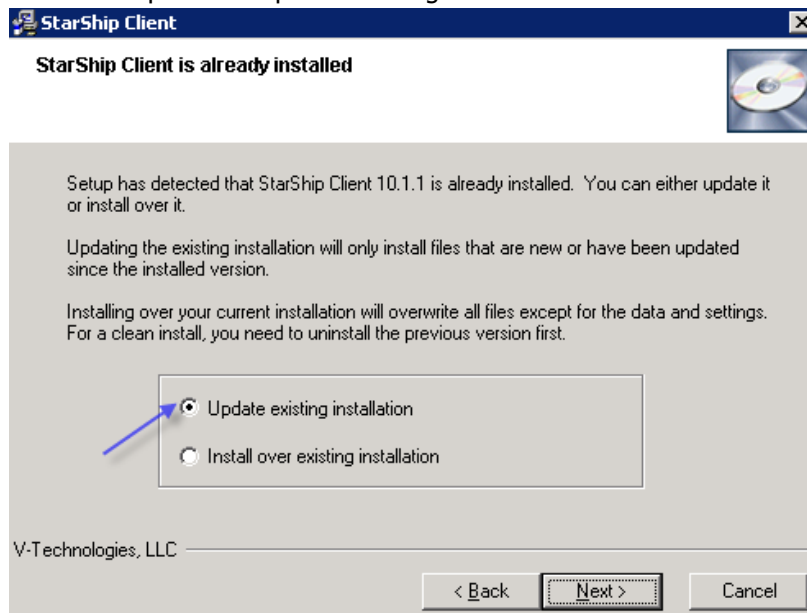 StarShip Client
StarShip Client is already installed
Setup has detected that StarShip Client 10.1.1 is already installed.  You can either update it
or install over it.
Updating the existing installation will only install files that are new or have been updated
since the installed version.
Installing over your current installation will overwrite all files except for the data and settings.
For a clean install, you need to uninstall the previous version first.
Update existing installation
Install over existing installation
V-Technologies, LLC
< Back
Next >
Cancel